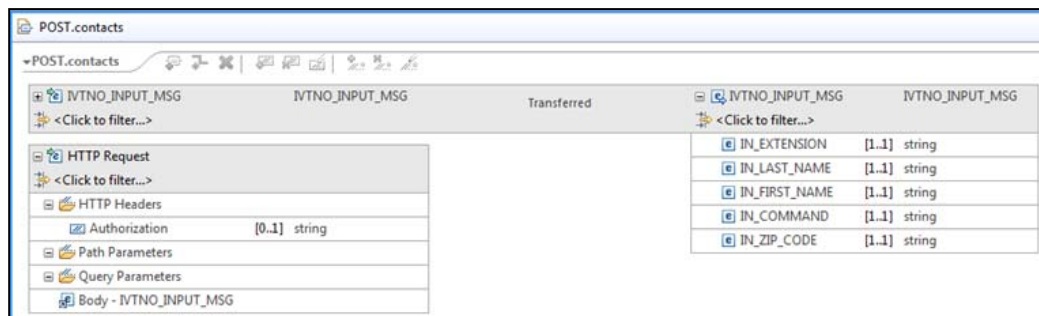 POST.contacts
POST.contacts
IVTNO_INPUT_MSG IVTNO_INPUT_MSG
<Click to filter...>
Transferred
IVTNO_INPUT_MSG IVTNO_INPUT_MSG
<Click to filter...>
IN_EXTENSION [1..1] string
IN_LAST_NAME [1..1] string
IN_FIRST_NAME [1..1] string
IN_COMMAND [1..1] string
IN_ZIP_CODE [1..1] string
HTTP Request
<Click to filter...>
HTTP Headers
Authorization [0..1] string
Path Parameters
Query Parameters
Body - IVTNO_INPUT_MSG